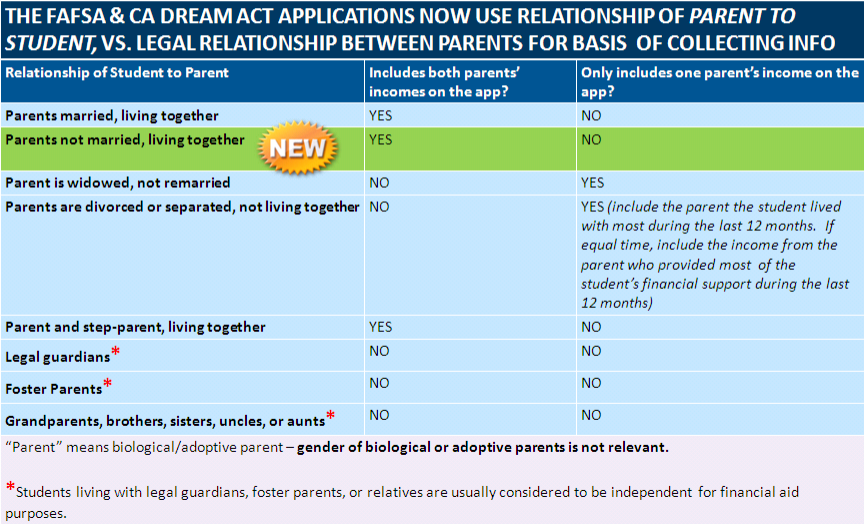 THE FAFSA & CA DREAM ACT APPLICATIONS NOW USE RELATIONSHIP OF PARENT TO
STUDENT, VS. LEGAL RELATIONSHIP BETWEEN PARENTS FOR BASIS OF COLLECTING INFO
Relationship of Student to Parent
Includes both parents'
incomes on the app?
Only includes one parent's income on the
app?
Parents married, living together
YES
NO
Parents not married, living together
NEW
YES
NO
Parent is widowed, not remarried
NO
YES
Parents are divorced or separated, not living together
NO
YES (include the parent the student lived
with most during the last 12 months. If
equal time, include the income from the
parent who provided most of the
student's financial support during the last
12 months)
Parent and step-parent, living together
YES
NO
Legal guardians*
NO
NO
Foster Parents*
NO
NO
Grandparents, brothers, sisters, uncles, or aunts*
NO
NO
“Parent” means biological/adoptive parent – gender of biological or adoptive parents is not relevant.
*Students living with legal guardians, foster parents, or relatives are usually considered to be independent for financial aid
purposes.